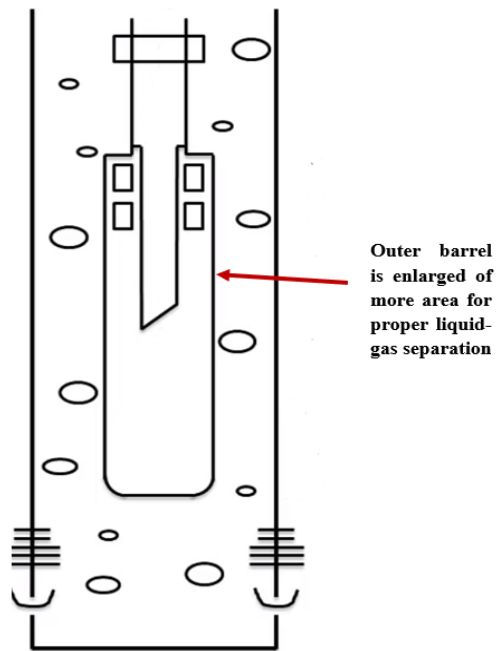 Outer barrel
is enlarged of
more area for
proper liquid-
gas separation